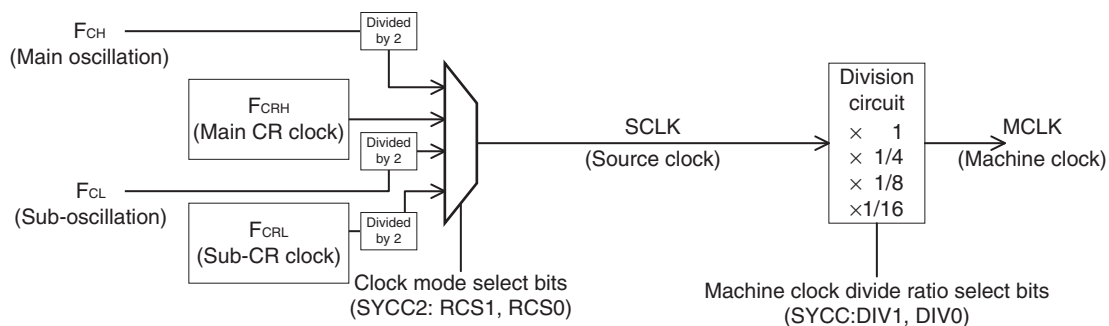 Divided
by 2
FCH
(Main oscillation)
FCRH
(Main CR clock)
Divided
by 2
FCL
(Sub-oscillation)
FCRL
(Sub-CR clock)
Divided
by 2
Clock mode select bits
(SYCC2: RCS1, RCS0)
SCLK
(Source clock)
Division
circuit
× 1
× 1/4
× 1/8
×1/16
MCLK
(Machine clock)
Machine clock divide ratio select bits
(SYCC:DIV1, DIV0)